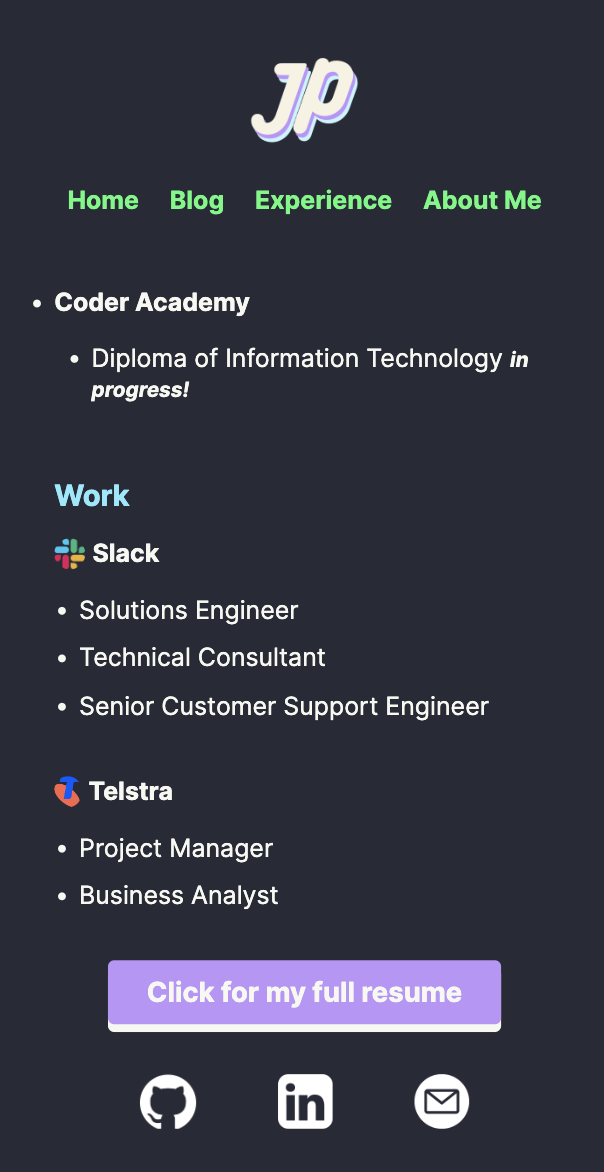 JP
Home Blog Experience About Me
Coder Academy
Diploma of Information Technology in
progress!
Work
Slack
Solutions Engineer
Technical Consultant
Senior Customer Support Engineer
Telstra
Project Manager
Business Analyst
Click for my full resume
in